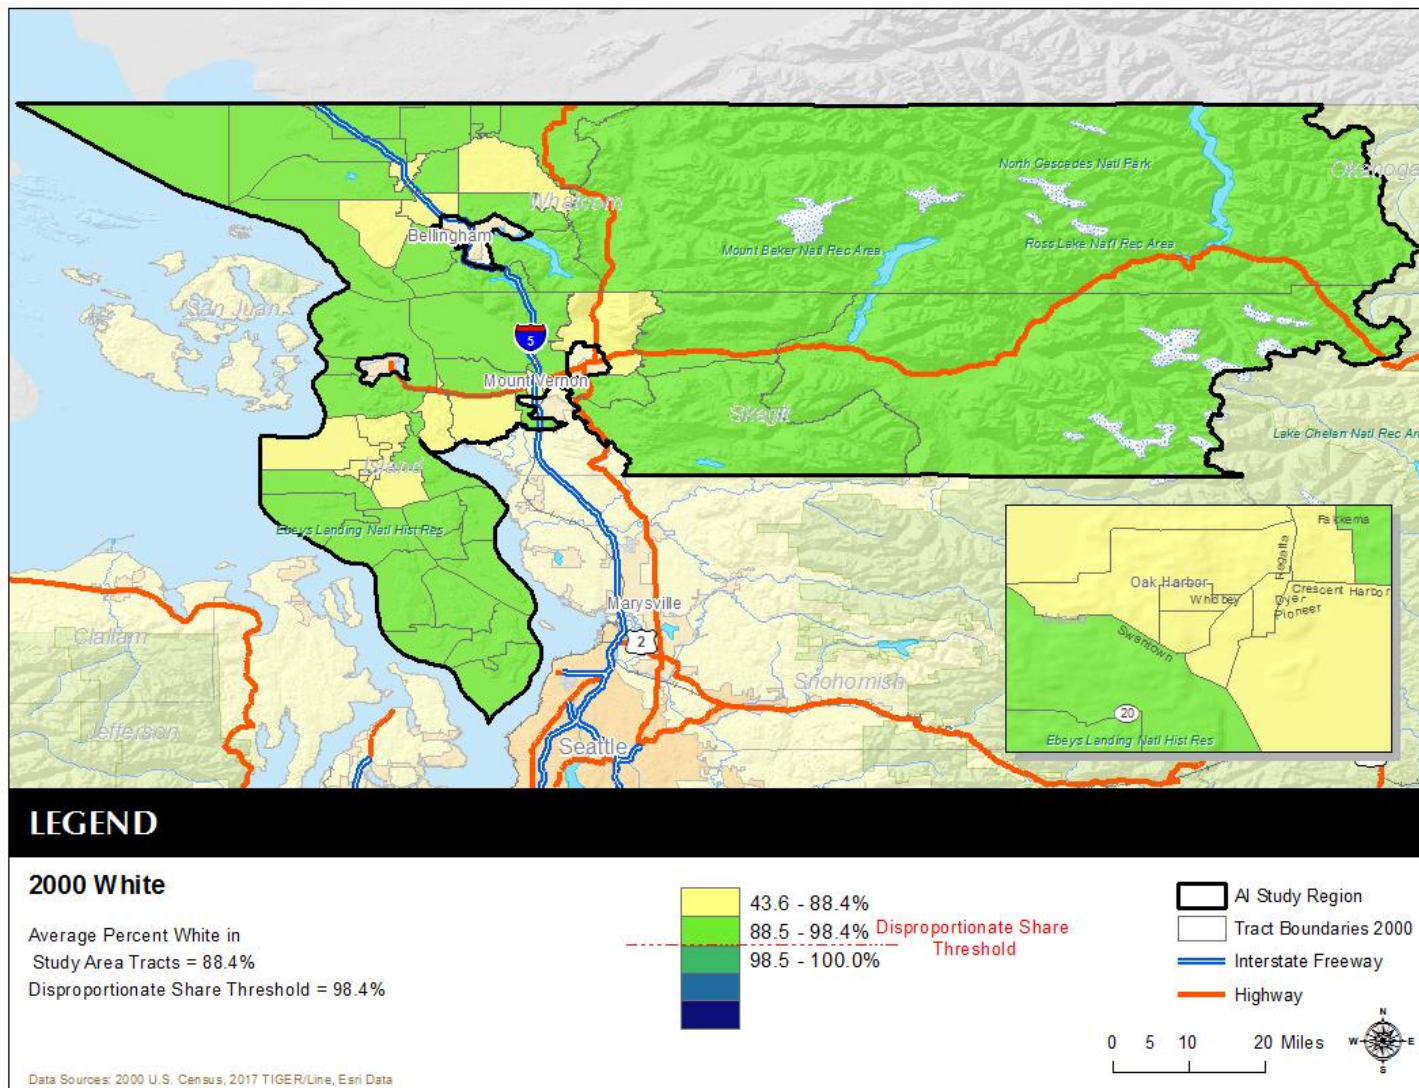 North Cascades Natl Park
Okanoga
Whatcom
Bellingham
Mount Baker Natl Rec Area
Ross Lake Natl Rec Area
San Juan
5
Mount Vernon
Skagit
Lake Chelan Natl Rec Ar
Island
Ebeys Landing Natl Hist Res
Fakkema
Regatta
Oak Harbor
Crescent Harbor
Whidbey
Dyer
Pioneer
Island
Swantown
Marysville
2
Clallam
Snohomish
20
Jefferson
Ebeys Landing Natl Hist Res
Seattle
LEGEND
2000 White
Average Percent White in
Study Area Tracts = 88.4%
Disproportionate Share Threshold = 98.4%
43.6 - 88.4%
88.5 - 98.4%
98.5 - 100.0%
Disproportionate Share
Threshold
AI Study Region
Tract Boundaries 2000
Interstate Freeway
Highway
0 5 10 20 Miles
N
W E
S
Data Sources: 2000 U.S. Census, 2017 TIGER/Line, Esri Data